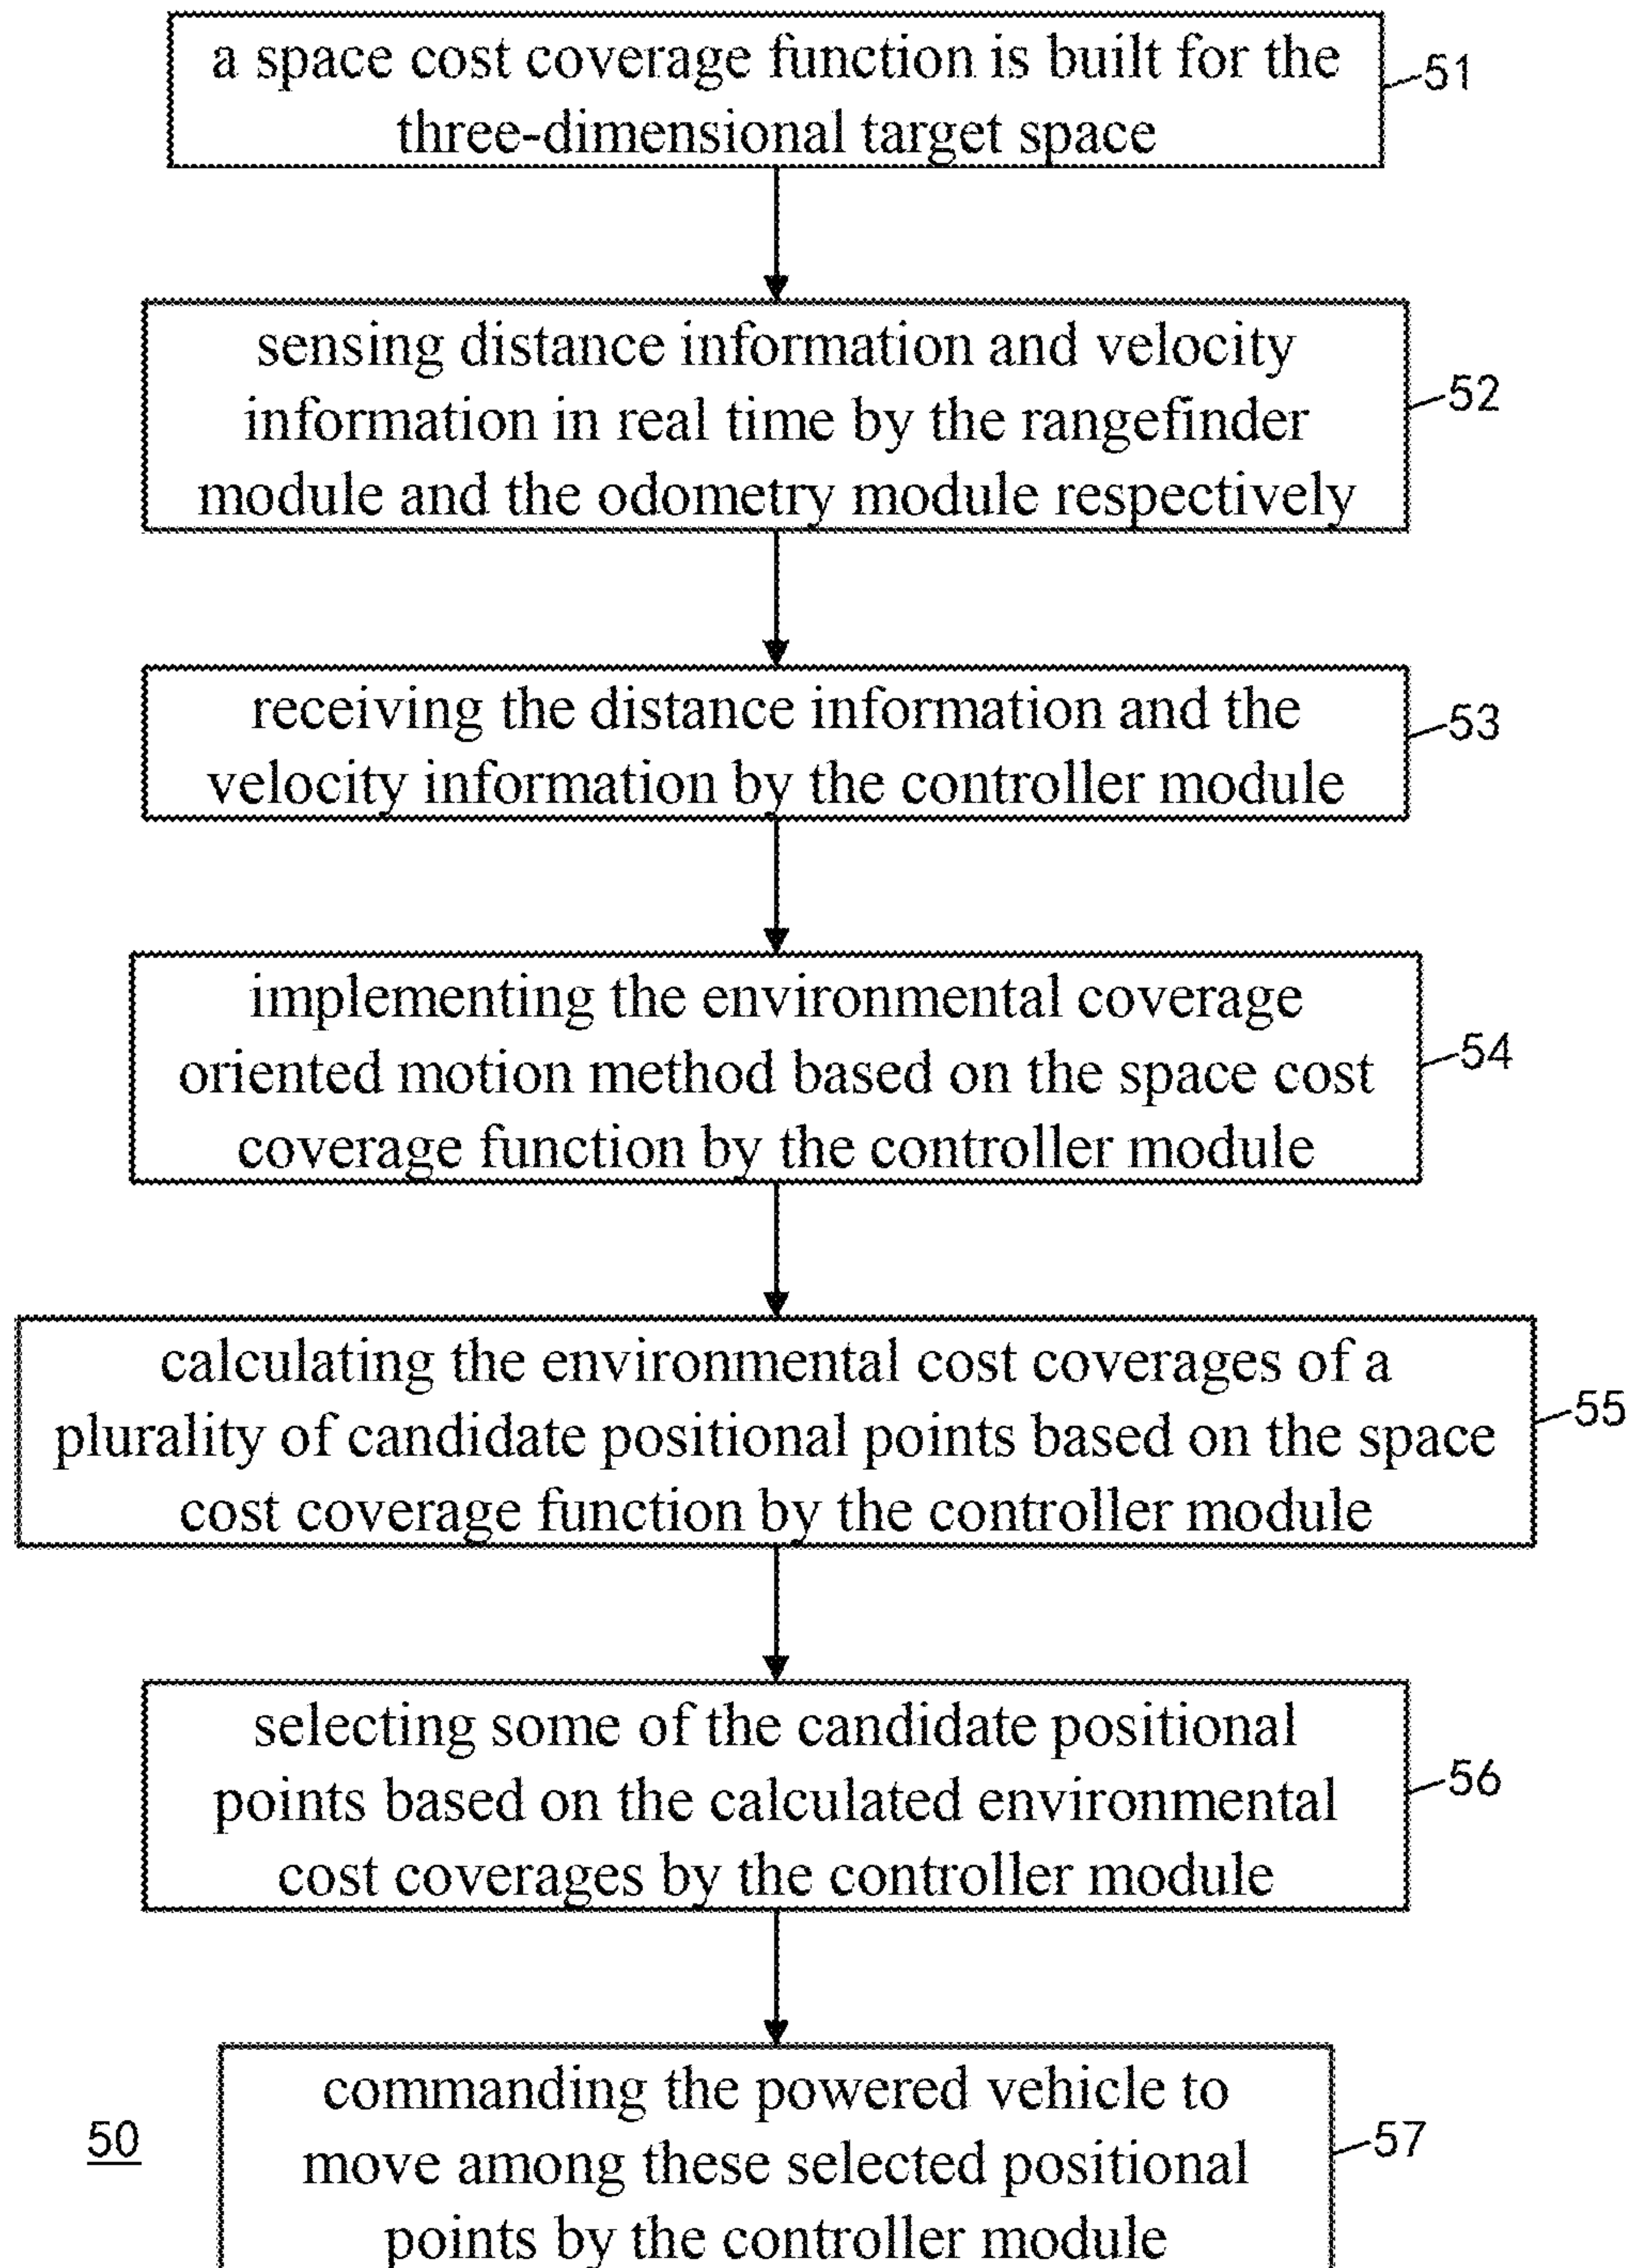 a space cost coverage function is built for the
three-dimensional target space
51
sensing distance information and velocity
information in real time by the rangefinder
module and the odometry module respectively
52
receiving the distance information and the
velocity information by the controller module
53
implementing the environmental coverage
oriented motion method based on the space cost
coverage function by the controller module
54
calculating the environmental cost coverages of a
plurality of candidate positional points based on the space
cost coverage function by the controller module
55
selecting some of the candidate positional
points based on the calculated environmental
cost coverages by the controller module
56
commanding the powered vehicle to
move among these selected positional
points by the controller module
57
50